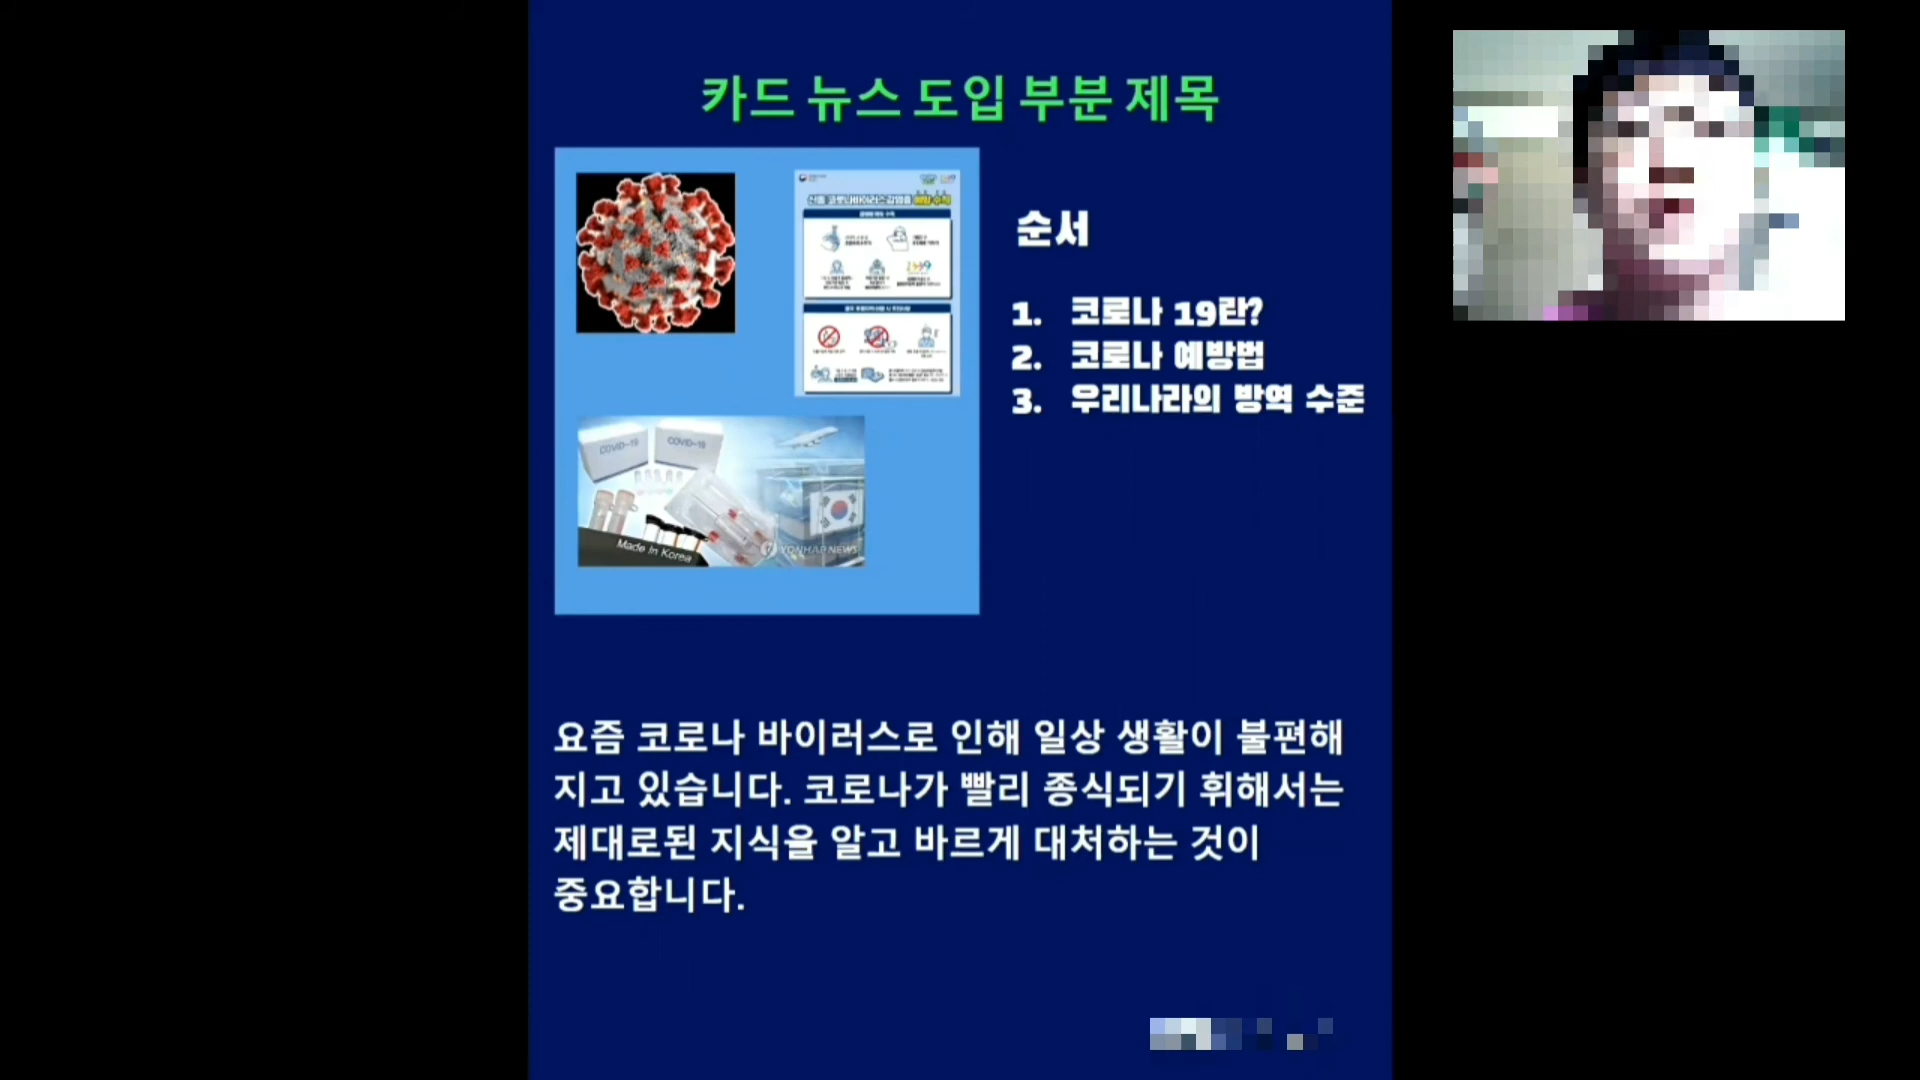 카드 뉴스 도입 부분 제목
순서
1. 코로나 19란?
2. 코로나 예방법
3. 우리나라의 방역 수준
COVID-19
COVID-19
Made In Korea
YONHAP NEWS
요즘 코로나 바이러스로 인해 일상 생활이 불편해
지고 있습니다. 코로나가 빨리 종식되기 휘해서는
제대로된 지식을 알고 바르게 대처하는 것이
중요합니다.